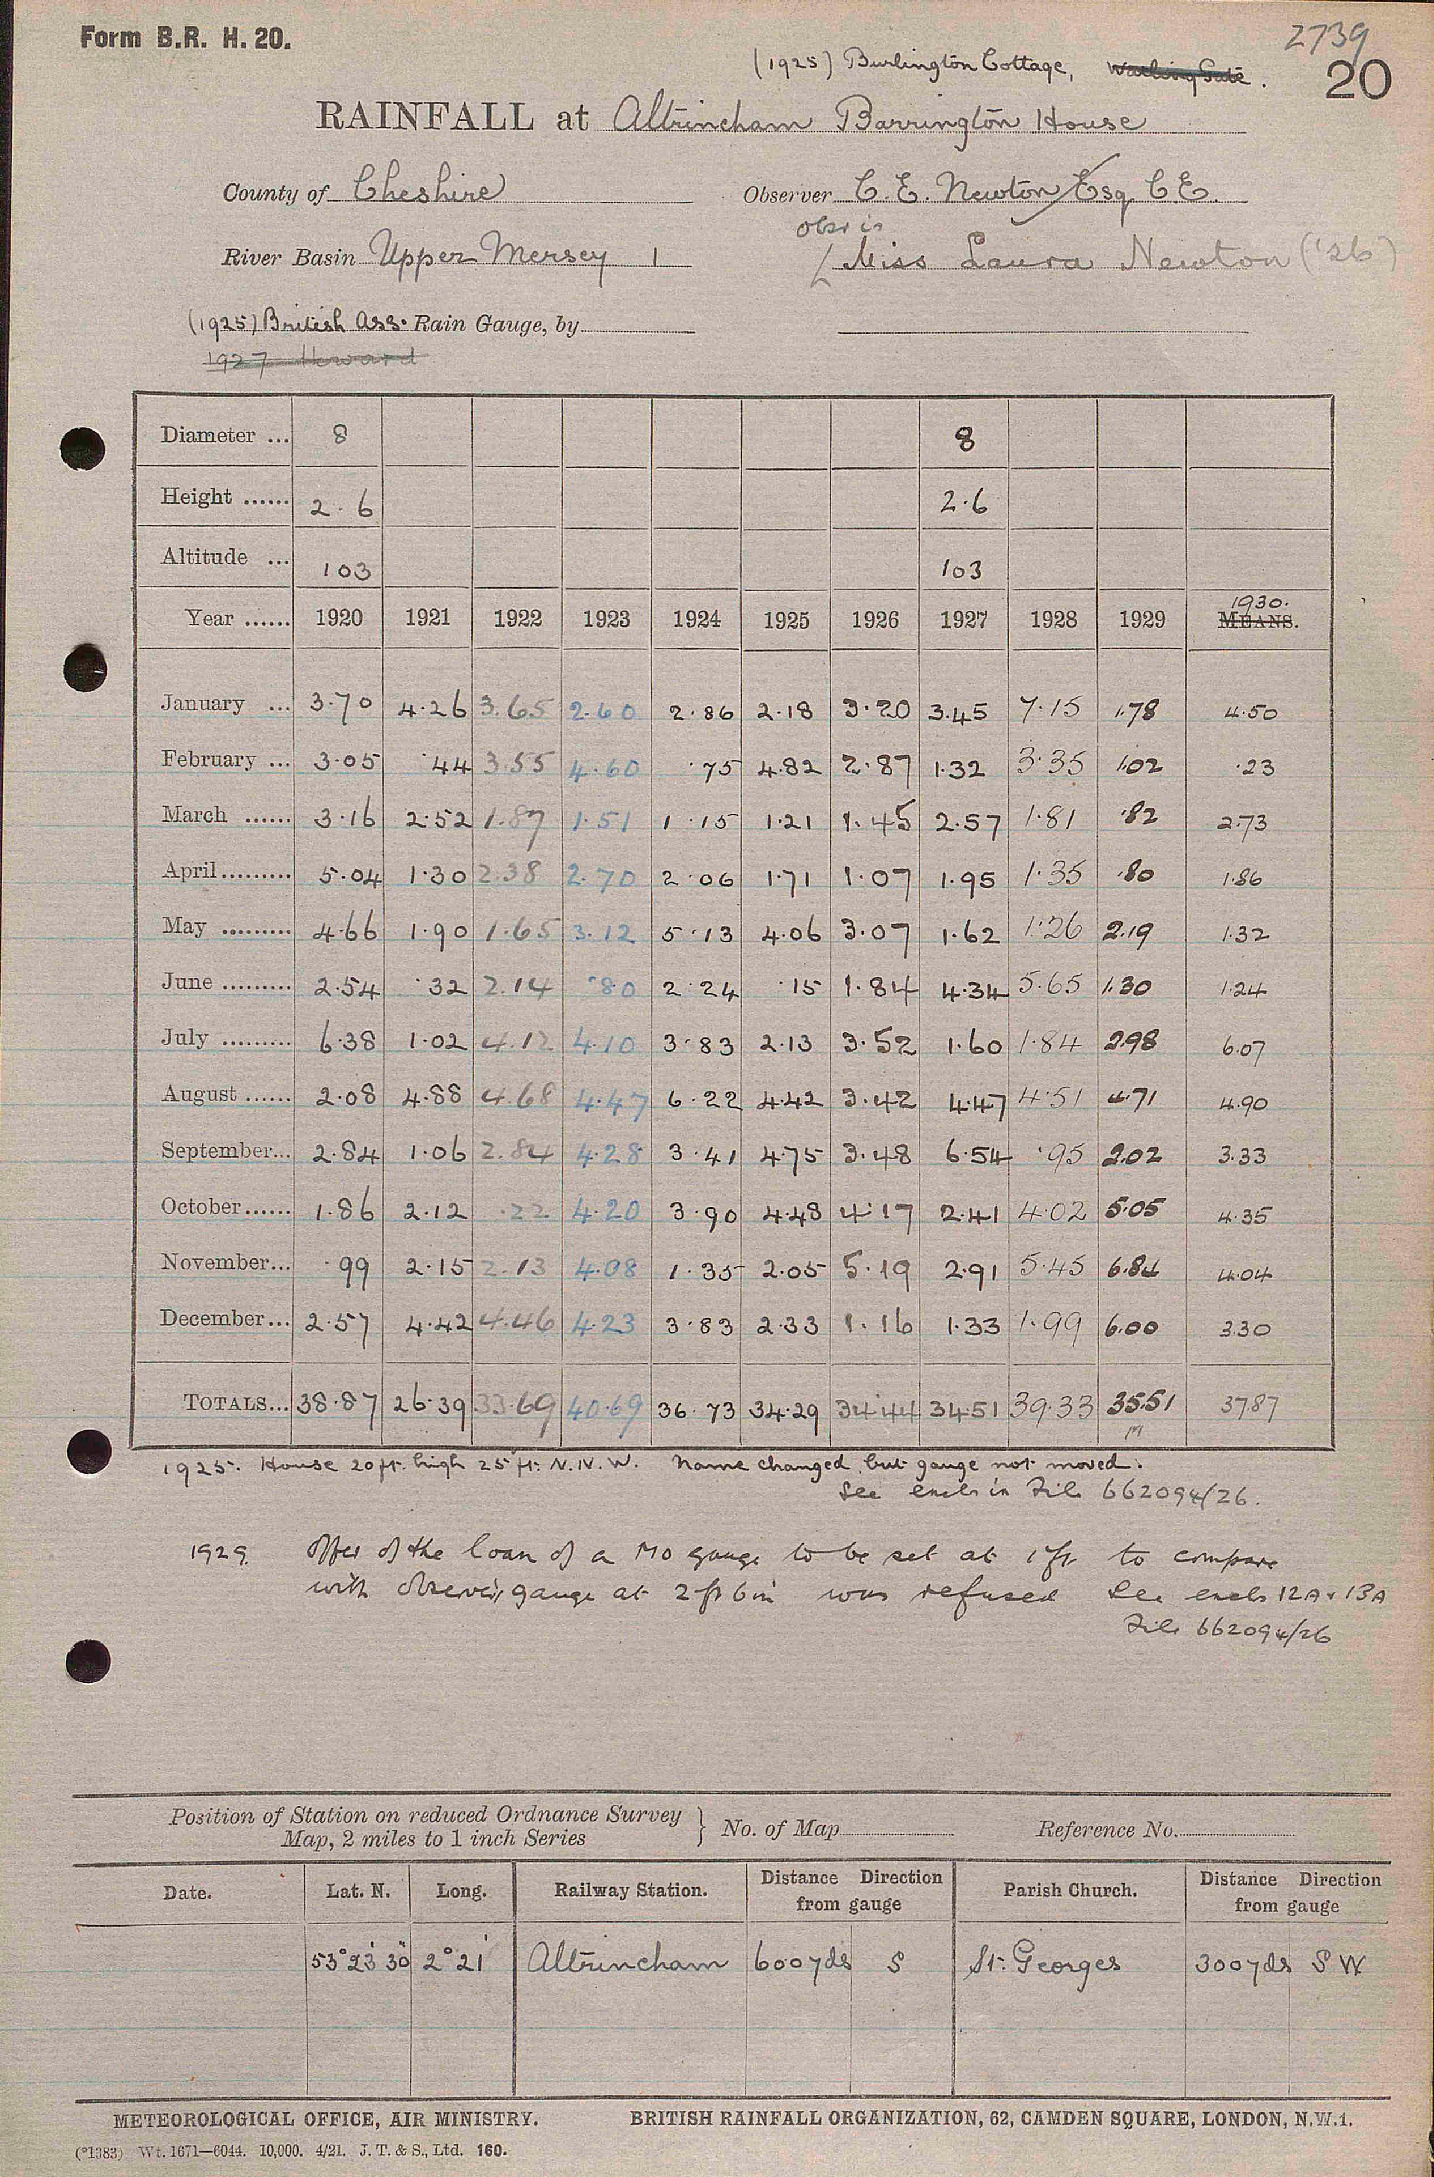 Form B.R. H. 20.
2739
(1925) Burlington Cottage,
20
RAINFALL at Altrincham Barrington House
County of Cheshire Observer C. E. Newton Esq C E.
obsr is
River Basin Upper Mersey 1 Miss Laura Newton ('26)
(1925) British Ass. Rain Gauge, by
1927 Howard
Diameter ... 8 8
Height ...... 2.6 2.6
Altitude ... 103 103
1930.
Year ...... 1920 1921 1922 1923 1924 1925 1926 1927 1928 1929 MEANS.
January ... 3.70 4.26 3.65 2.60 2.86 2.18 3.20 3.45 7.15 1.78 4.50
February ... 3.05 .44 3.55 4.60 .75 4.82 2.87 1.32 3.35 1.02 .23
March ...... 3.16 2.52 1.87 1.51 1.15 1.21 1.45 2.57 1.81 .82 2.73
April ......... 5.04 1.30 2.38 2.70 2.06 1.71 1.07 1.95 1.35 .80 1.86
May ......... 4.66 1.90 1.65 3.12 5.13 4.06 3.07 1.62 1.26 2.19 1.32
June ......... 2.54 .32 2.14 .80 2.24 .15 1.84 4.34 5.65 1.30 1.24
July ......... 6.38 1.02 4.12 4.10 3.83 2.13 3.52 1.60 1.84 2.98 6.07
August ...... 2.08 4.88 4.68 4.47 6.22 4.42 3.42 4.47 4.51 4.71 4.90
September... 2.84 1.06 2.84 4.28 3.41 4.75 3.48 6.54 .95 2.02 3.33
October...... 1.86 2.12 .22 4.20 3.90 4.48 4.17 2.41 4.02 5.05 4.35
November... .99 2.15 2.13 4.08 1.35 2.05 5.19 2.91 5.45 6.84 4.04
December... 2.57 4.42 4.46 4.23 3.83 2.33 1.16 1.33 1.99 6.00 3.30
TOTALS... 38.87 26.39 33.69 40.69 36.73 34.29 34.44 34.51 39.33 35.51 37.87
1925. House 20 ft. high 25 ft. N.N.W. Name changed, but gauge not moved.
See encls in File 662094/26.
1929. Offer of the loan of a MO gauge to be set at 1ft to compare
with observer's gauge at 2ft 6in was refused See encls 12A & 13A
File 662094/26
Position of Station on reduced Ordnance Survey
Map, 2 miles to 1 inch Series } No. of Map Reference No.
Date. Lat. N. Long. Railway Station. Distance Direction from gauge Parish Church. Distance Direction from gauge
53° 23' 30" 2° 21' Altrincham 600 yds S St. Georges 300 yds S W
METEOROLOGICAL OFFICE, AIR MINISTRY. BRITISH RAINFALL ORGANIZATION, 62, CAMDEN SQUARE, LONDON, N.W.1.
(*1383) Wt. 1671—6044. 10,000. 4/21. J. T. & S., Ltd. 160.